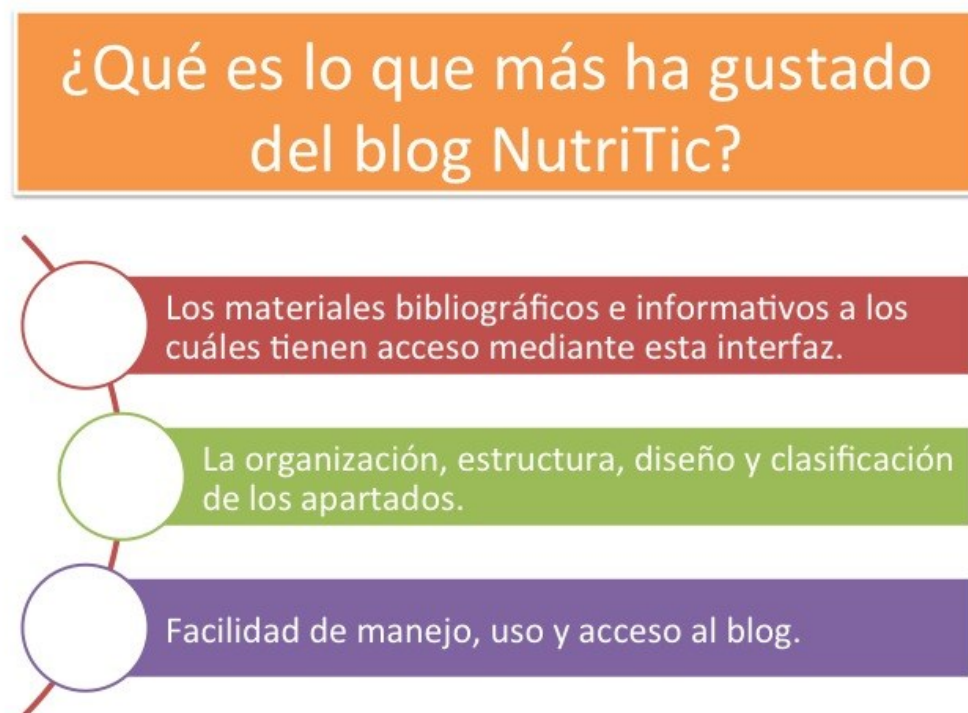 ¿Qué es lo que más ha gustado
del blog NutriTic?
Los materiales bibliográficos e informativos a los
cuáles tienen acceso mediante esta interfaz.
La organización, estructura, diseño y clasificación
de los apartados.
Facilidad de manejo, uso y acceso al blog.